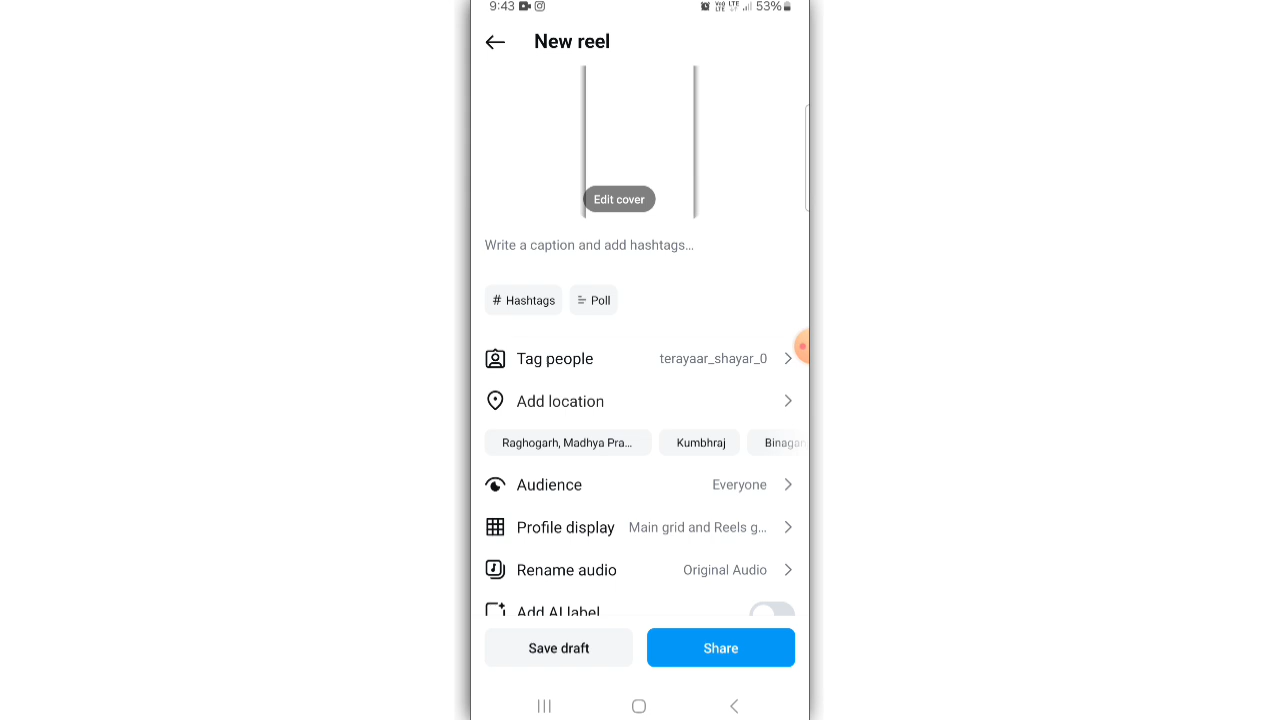 9:43 53%
New reel
Edit cover
Write a caption and add hashtags...
# Hashtags Poll
Tag people terayaar_shayar_0
Add location
Raghogarh, Madhya Pra... Kumbhraj Binagan
Audience Everyone
Profile display Main grid and Reels g...
Rename audio Original Audio
Add AI label
Save draft Share